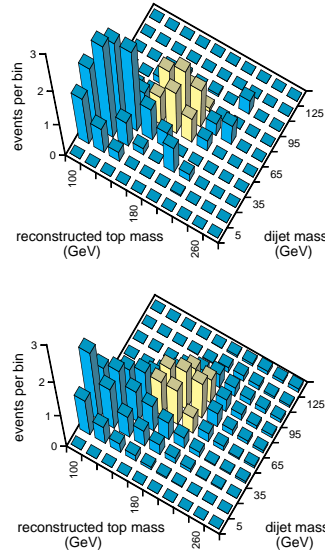 events per bin
3
2
1
0
100
180
260
5
35
65
95
125
reconstructed top mass
(GeV)
dijet mass
(GeV)
events per bin
3
2
1
0
100
180
260
5
35
65
95
125
reconstructed top mass
(GeV)
dijet mass
(GeV)